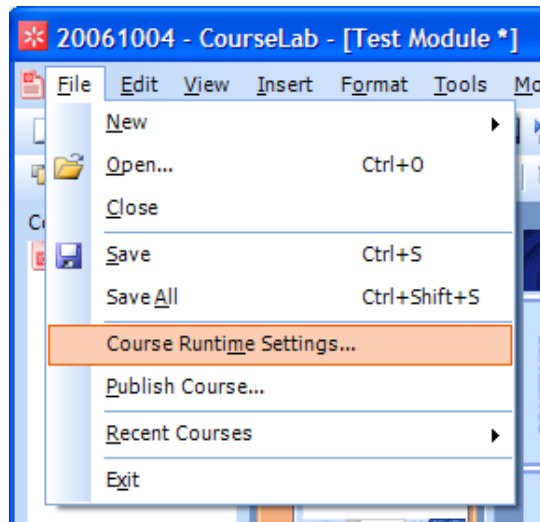 20061004 - CourseLab - [Test Module *]
File Edit View Insert Format Tools
New
Open... Ctrl+O
Close
Save Ctrl+S
Save All Ctrl+Shift+S
Course Runtime Settings...
Publish Course...
Recent Courses
Exit